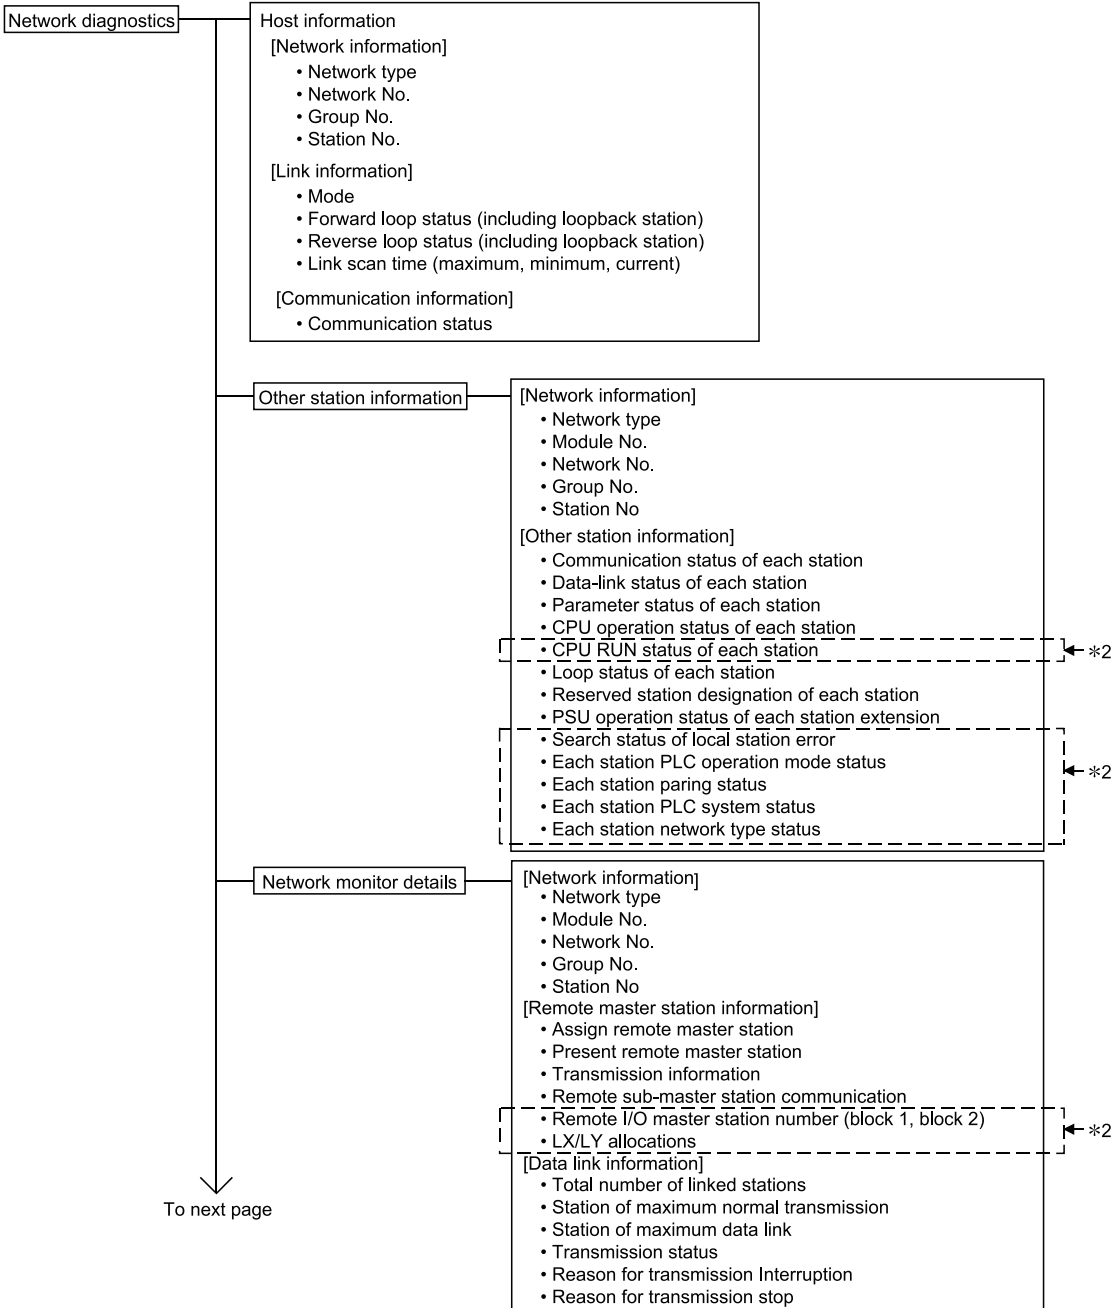 Network diagnostics
Host information
[Network information]
• Network type
• Network No.
• Group No.
• Station No.
[Link information]
• Mode
• Forward loop status (including loopback station)
• Reverse loop status (including loopback station)
• Link scan time (maximum, minimum, current)
[Communication information]
• Communication status
Other station information
[Network information]
• Network type
• Module No.
• Network No.
• Group No.
• Station No
[Other station information]
• Communication status of each station
• Data-link status of each station
• Parameter status of each station
• CPU operation status of each station
• CPU RUN status of each station
*2
• Loop status of each station
• Reserved station designation of each station
• PSU operation status of each station extension
• Search status of local station error
• Each station PLC operation mode status
*2
• Each station paring status
• Each station PLC system status
• Each station network type status
Network monitor details
[Network information]
• Network type
• Module No.
• Network No.
• Group No.
• Station No
[Remote master station information]
• Assign remote master station
• Present remote master station
• Transmission information
• Remote sub-master station communication
• Remote I/O master station number (block 1, block 2)
*2
• LX/LY allocations
[Data link information]
• Total number of linked stations
• Station of maximum normal transmission
• Station of maximum data link
• Transmission status
• Reason for transmission Interruption
• Reason for transmission stop
To next page